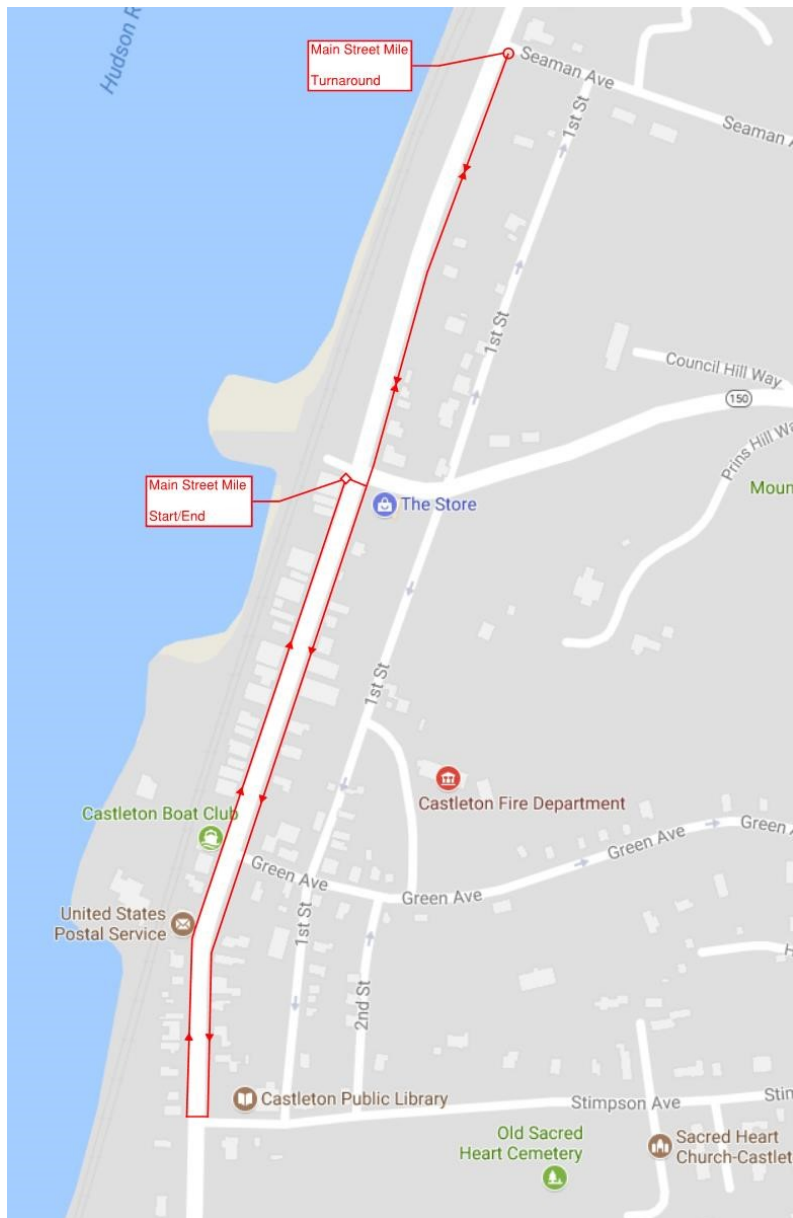 Hudson R
Main Street Mile
Turnaround
Seaman Ave
Seaman A
1st St
1st St
Council Hill Way
150
Prins Hill Wa
Main Street Mile
Start/End
The Store
Moun
1st St
Castleton Fire Department
Castleton Boat Club
Green Ave
Green A
Green Ave
Green Ave
United States
Postal Service
1st St
2nd St
H
Castleton Public Library
Stimpson Ave
Stim
Old Sacred
Heart Cemetery
Sacred Heart
Church-Castlet